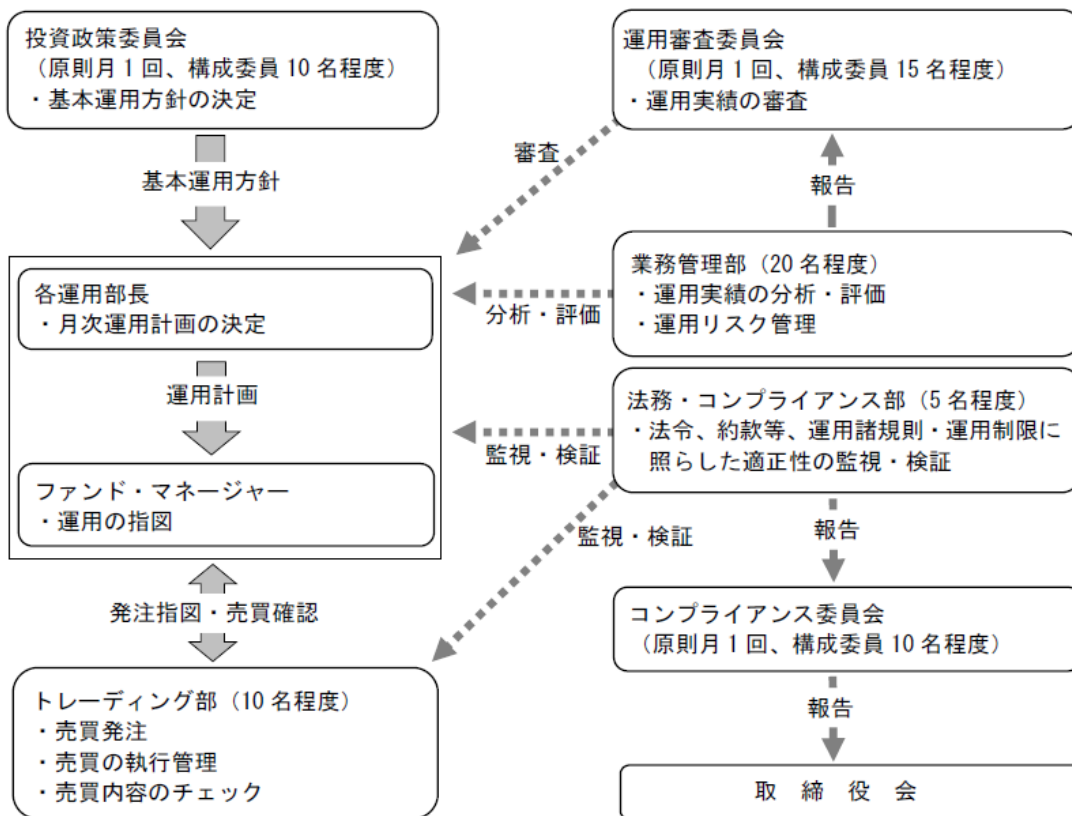 投資政策委員会
（原則月1回、構成委員10名程度）
・基本運用方針の決定
基本運用方針
各運用部長
・月次運用計画の決定
運用計画
ファンド・マネージャー
・運用の指図
発注指図・売買確認
トレーディング部（10名程度）
・売買発注
・売買の執行管理
・売買内容のチェック
運用審査委員会
（原則月1回、構成委員15名程度）
・運用実績の審査
審査
報告
業務管理部（20名程度）
・運用実績の分析・評価
・運用リスク管理
分析・評価
法務・コンプライアンス部（5名程度）
・法令、約款等、運用諸規則・運用制限に
照らした適正性の監視・検証
監視・検証
監視・検証
報告
コンプライアンス委員会
（原則月1回、構成委員10名程度）
報告
取　締　役　会